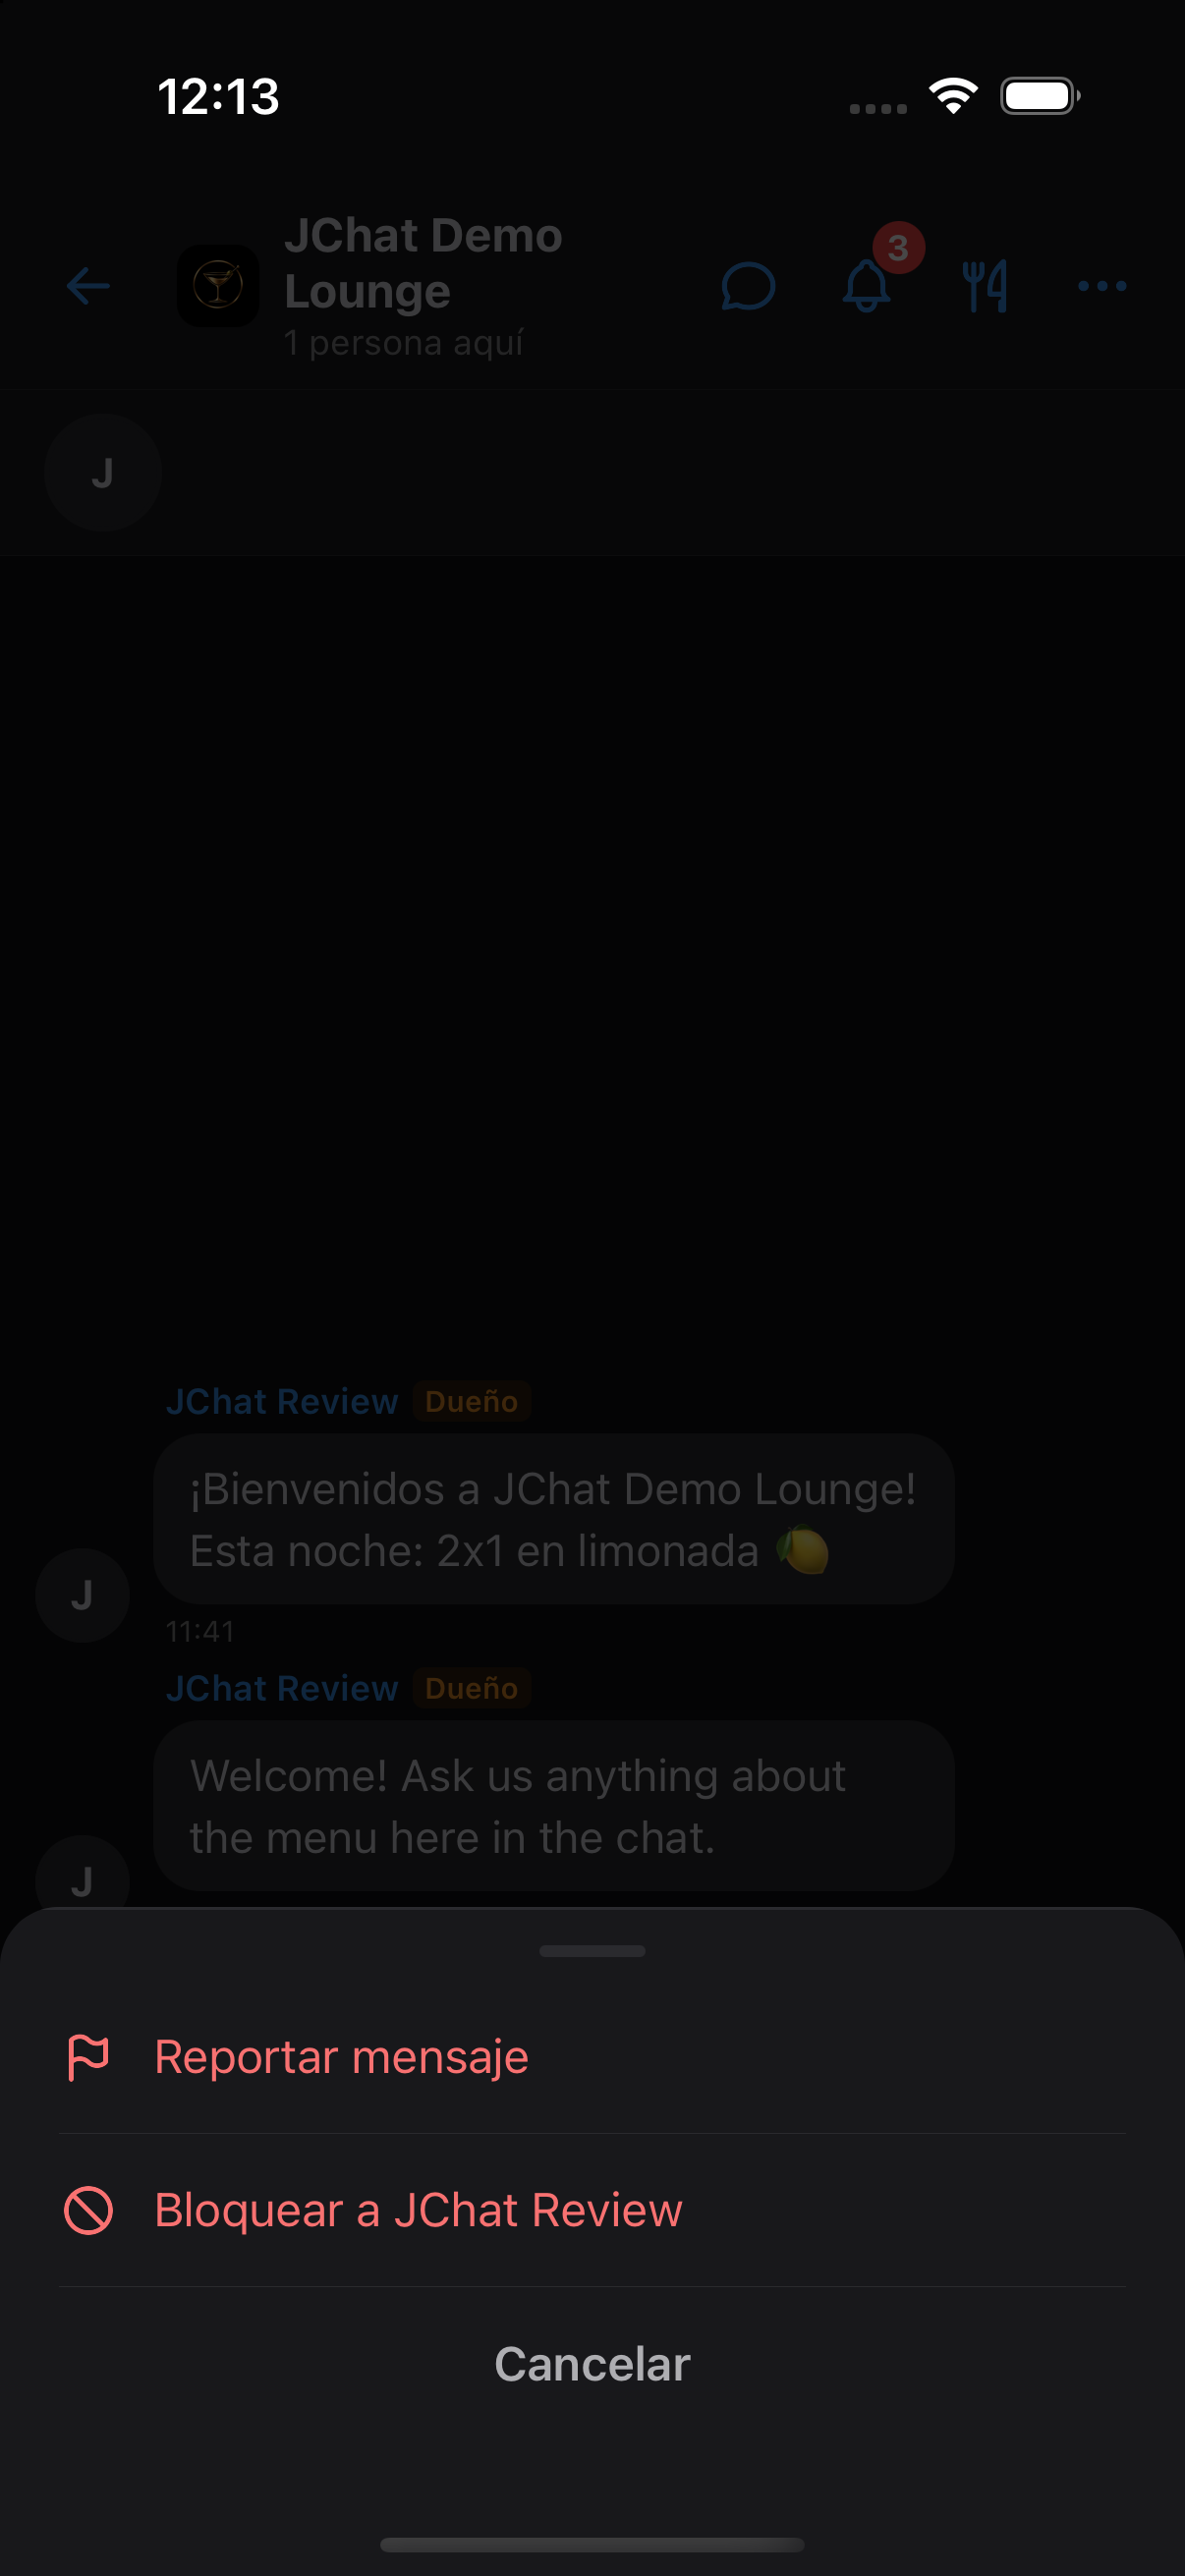 12:13
JChat Demo
Lounge
1 persona aquí
3
J
JChat Review Dueño
¡Bienvenidos a JChat Demo Lounge!
Esta noche: 2x1 en limonada 🍋
J
11:41
JChat Review Dueño
Welcome! Ask us anything about
the menu here in the chat.
J
Reportar mensaje
Bloquear a JChat Review
Cancelar